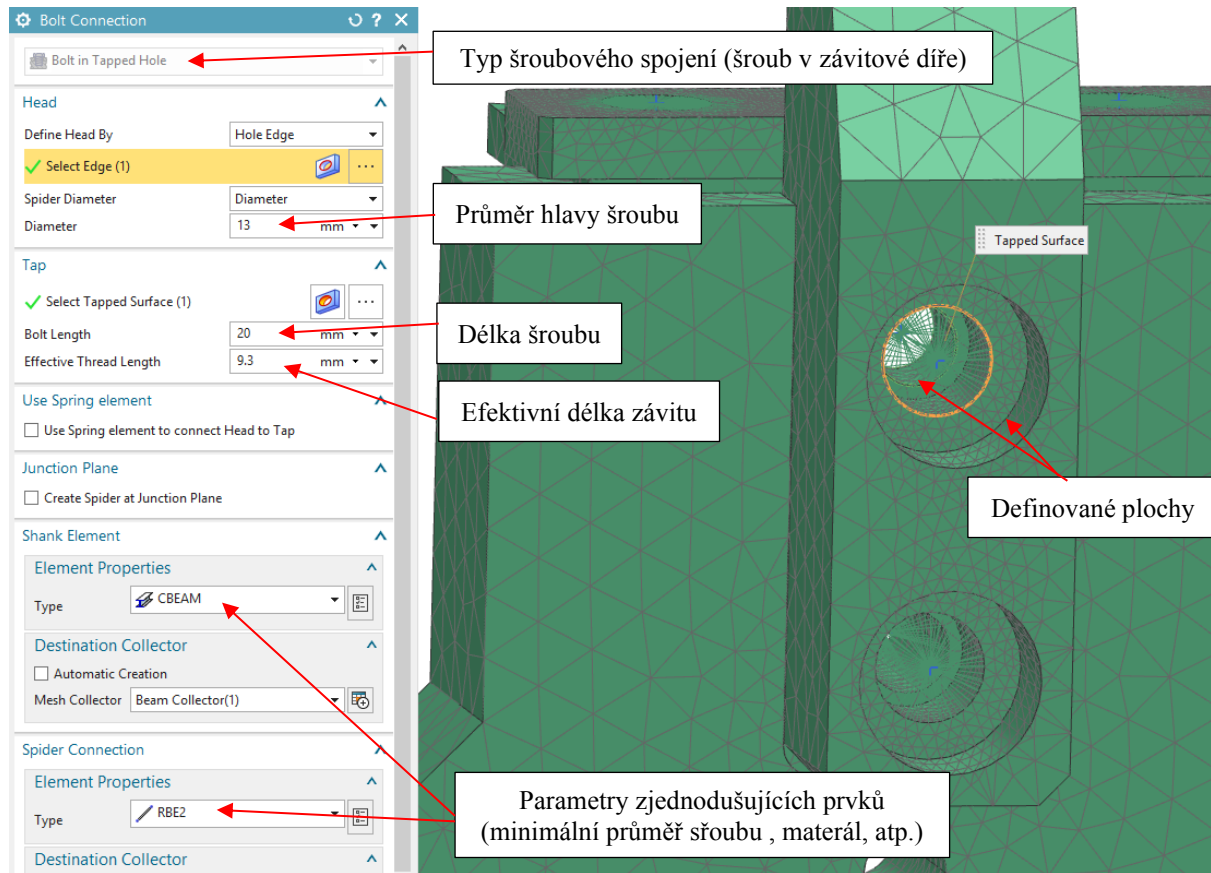 Bolt Connection
Bolt in Tapped Hole
Head
Define Head By Hole Edge
Select Edge (1)
Spider Diameter Diameter
Diameter 13 mm
Tap
Select Tapped Surface (1)
Bolt Length 20 mm
Effective Thread Length 9.3 mm
Use Spring element
Use Spring element to connect Head to Tap
Junction Plane
Create Spider at Junction Plane
Shank Element
Element Properties
Type CBEAM
Destination Collector
Automatic Creation
Mesh Collector Beam Collector(1)
Spider Connection
Element Properties
Type RBE2
Destination Collector
Typ šroubového spojení (šroub v závitové díře)
Průměr hlavy šroubu
Tapped Surface
Délka šroubu
Efektivní délka závitu
Definované plochy
Parametry zjednodušujících prvků
(minimální průměř sřoubu , materál, atp.)